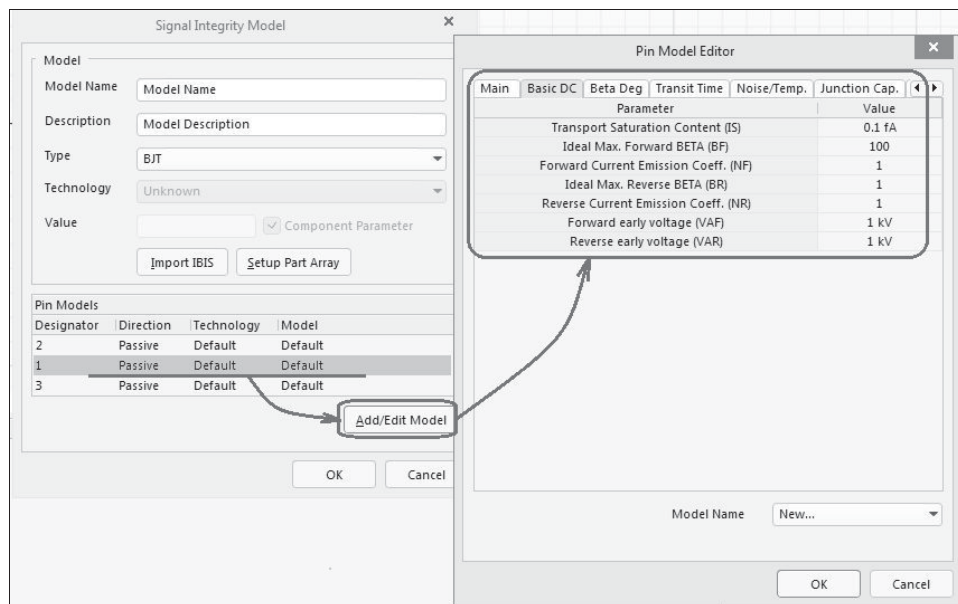 Signal Integrity Model
Model
Model Name
Model Name
Description
Model Description
Type
BJT
Technology
Unknown
Value
Component Parameter
Import IBIS
Setup Part Array
Pin Models
Designator Direction Technology Model
2 Passive Default Default
1 Passive Default Default
3 Passive Default Default
Add/Edit Model
OK
Cancel
Pin Model Editor
Main Basic DC Beta Deg Transit Time Noise/Temp. Junction Cap.
Parameter Value
Transport Saturation Content (IS) 0.1 fA
Ideal Max. Forward BETA (BF) 100
Forward Current Emission Coeff. (NF) 1
Ideal Max. Reverse BETA (BR) 1
Reverse Current Emission Coeff. (NR) 1
Forward early voltage (VAF) 1 kV
Reverse early voltage (VAR) 1 kV
Model Name New...
OK
Cancel